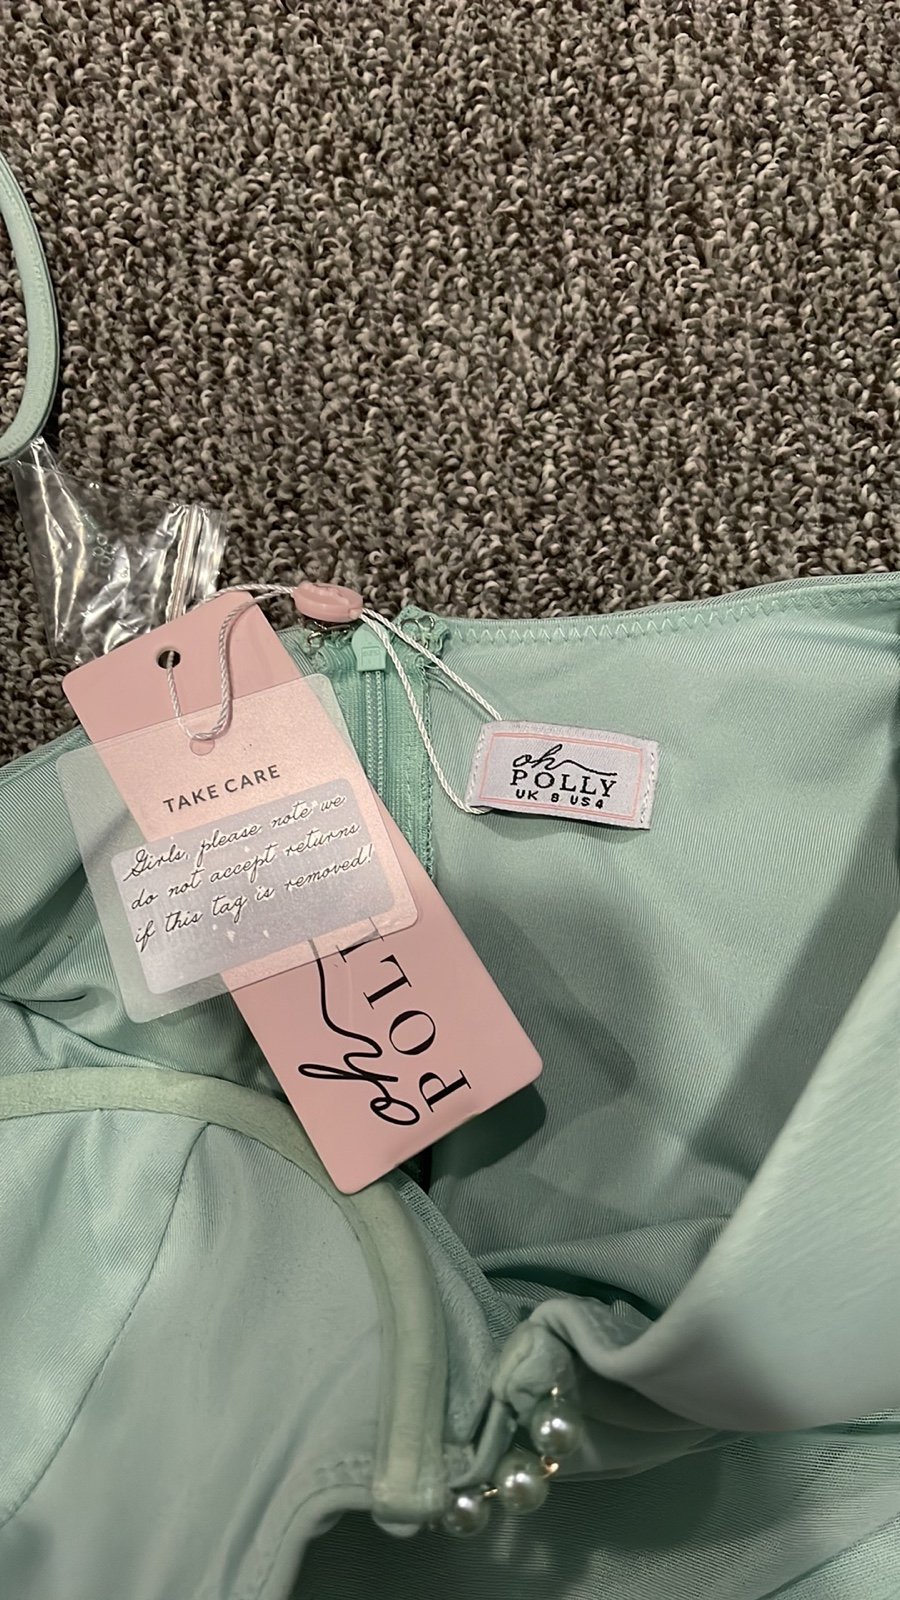 TAKE CARE
Girls, please note we
do not accept returns
if this tag is removed!
oh
POLLY
UK 8 US 4
oh